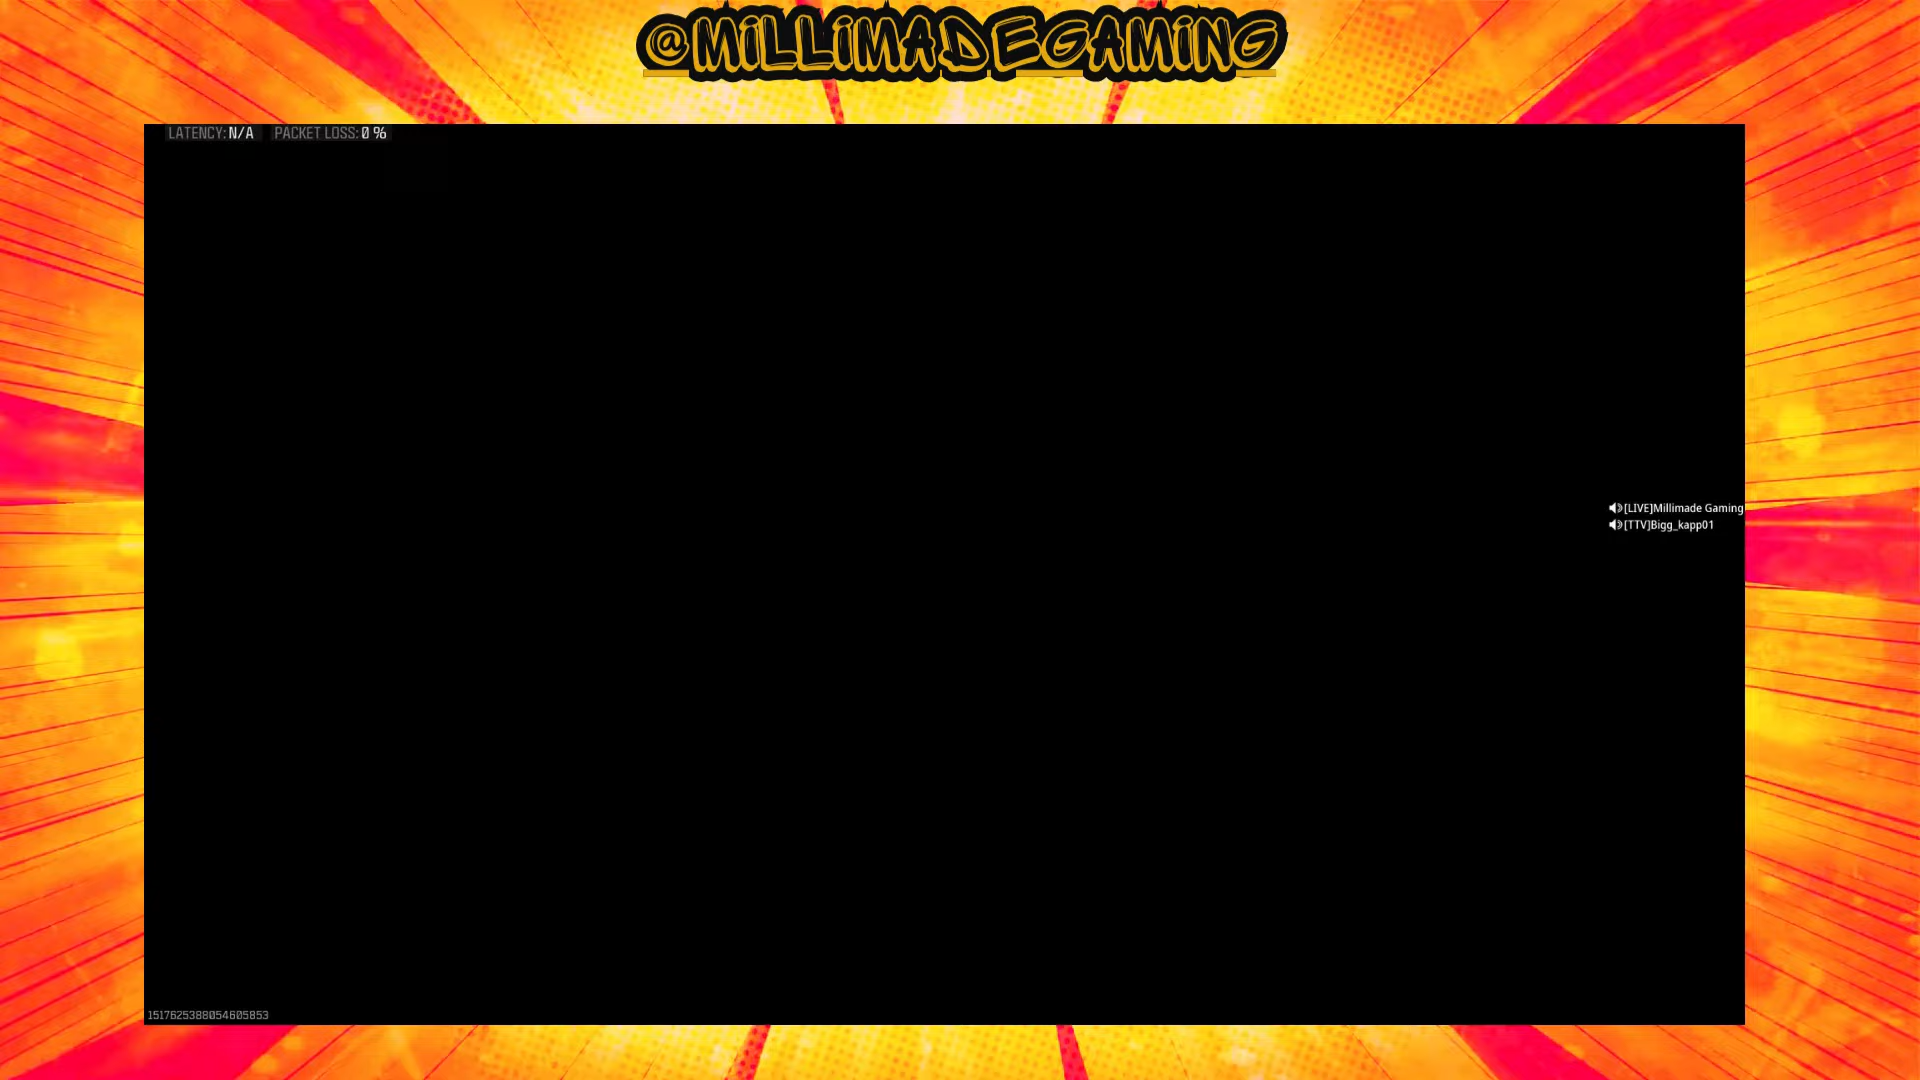 @MiLLiMADEGAMiNG
LATENCY: N/A PACKET LOSS: 0 %
[LIVE]Millimade Gaming
[TTV]Bigg_kapp01
1517625388054605853